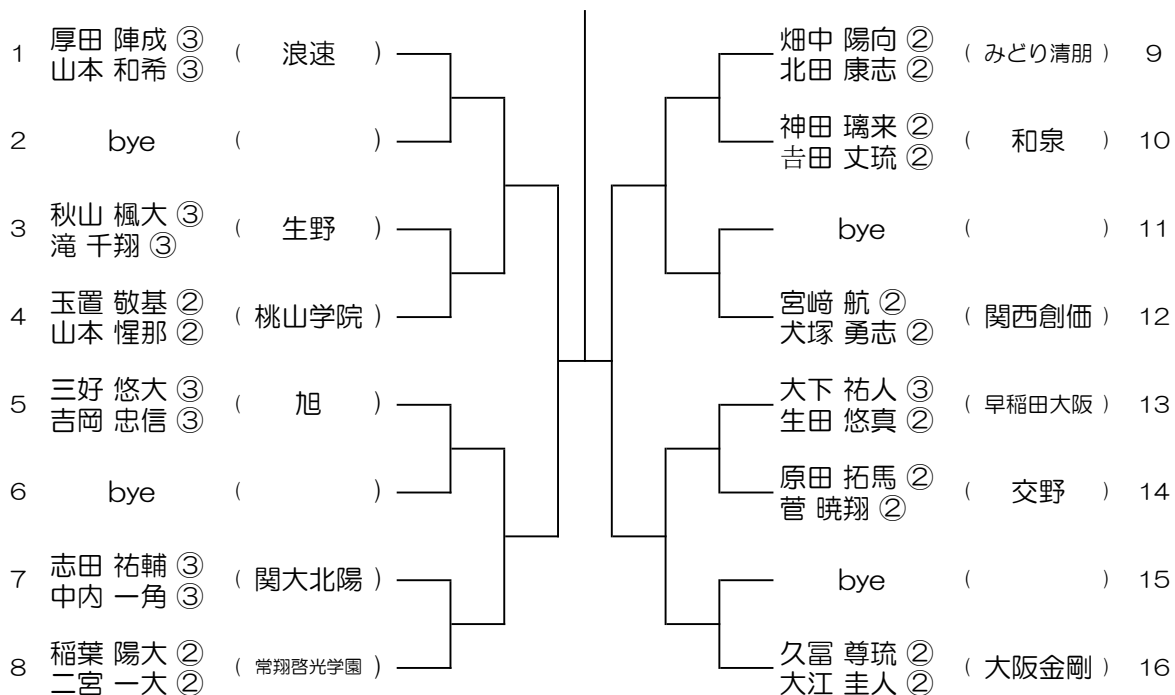 1 厚田 陣成 ③ ( 浪速 )
山本 和希 ③
2 bye ( )
3 秋山 楓大 ③ ( 生野 )
滝 千翔 ③
4 玉置 敬基 ② ( 桃山学院 )
山本 惺那 ②
5 三好 悠大 ③ ( 旭 )
吉岡 忠信 ③
6 bye ( )
7 志田 祐輔 ③ ( 関大北陽 )
中内 一角 ③
8 稲葉 陽大 ② ( 常翔啓光学園 )
二宮 一大 ②
畑中 陽向 ② ( みどり清朋 ) 9
北田 康志 ②
神田 璃来 ② ( 和泉 ) 10
𠮷田 丈琉 ②
bye ( ) 11
宮﨑 航 ② ( 関西創価 ) 12
犬塚 勇志 ②
大下 祐人 ③ ( 早稲田大阪 ) 13
生田 悠真 ②
原田 拓馬 ② ( 交野 ) 14
菅 暁翔 ②
bye ( ) 15
久冨 尊琉 ② ( 大阪金剛 ) 16
大江 圭人 ②